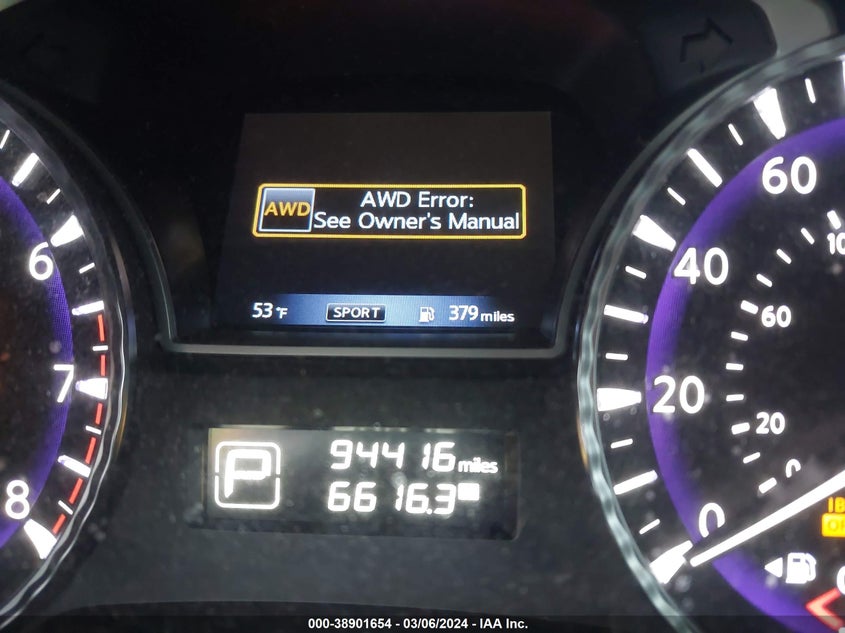 AWD
AWD Error:
See Owner's Manual
53 °F
SPORT
379 miles
6
7
8
60
40
20
0
60
20
0
P
94416 miles
6616.3
000-38901654 - 03/06/2024 - IAA Inc.